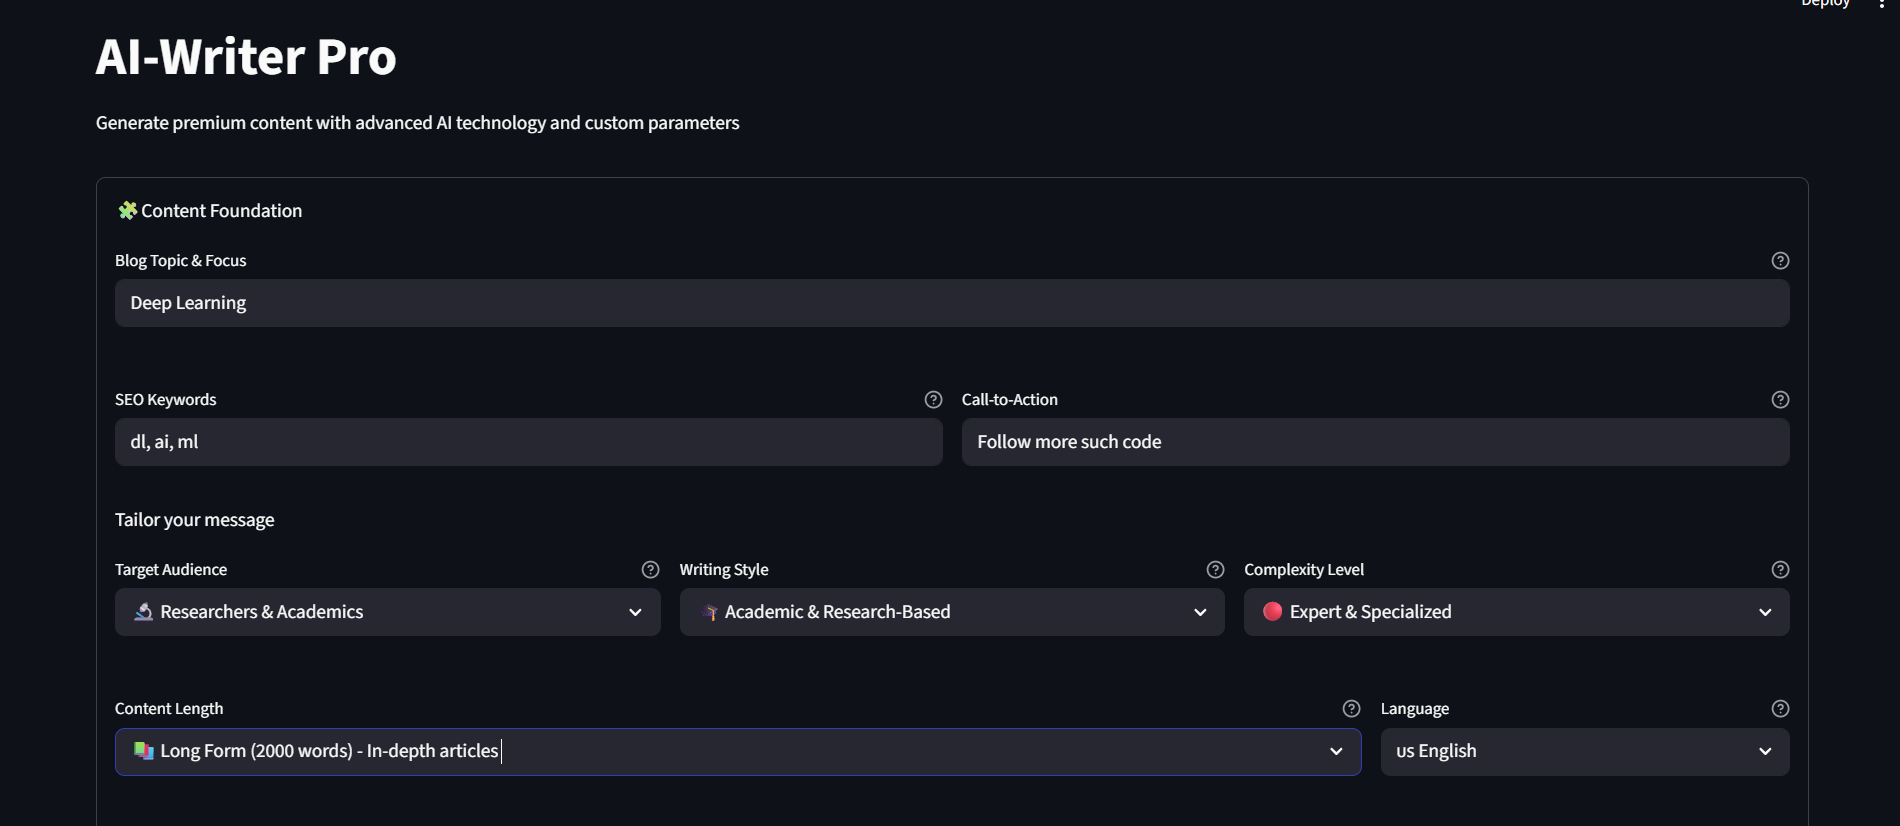 Deploy
AI-Writer Pro
Generate premium content with advanced AI technology and custom parameters
Content Foundation
Blog Topic & Focus
Deep Learning
SEO Keywords
Call-to-Action
dl, ai, ml
Follow more such code
Tailor your message
Target Audience
Writing Style
Complexity Level
Researchers & Academics
Academic & Research-Based
Expert & Specialized
Content Length
Language
Long Form (2000 words) - In-depth articles
us English